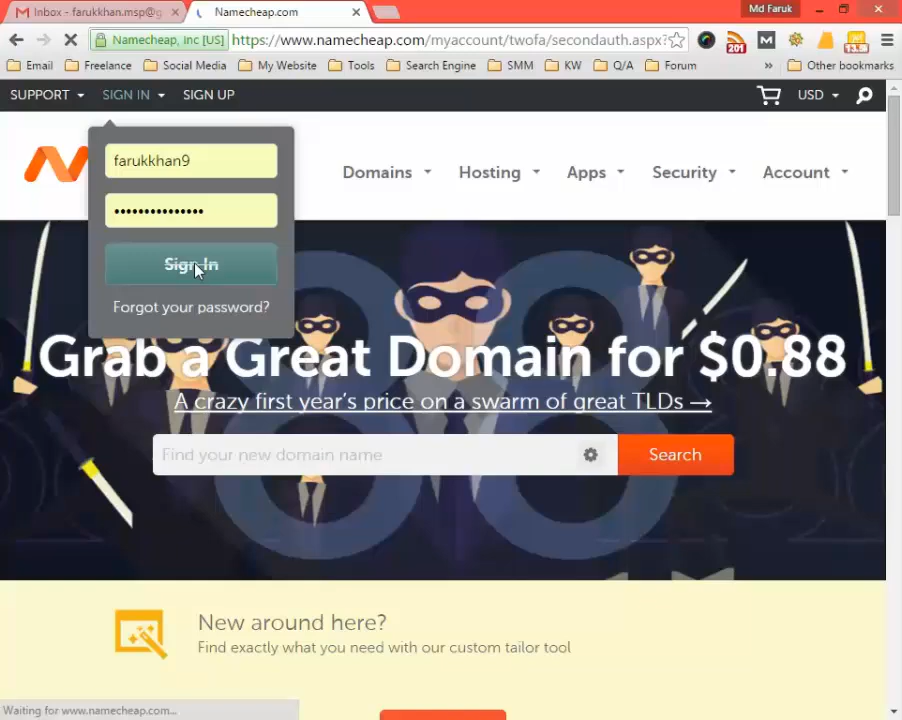 Inbox - farukkhan.msp@g
Namecheap.com
Md Faruk
Namecheap, Inc [US]
https://www.namecheap.com/myaccount/twofa/secondauth.aspx?
201
M
Email
Freelance
Social Media
My Website
Tools
Search Engine
SMM
KW
Q/A
Forum
»
Other bookmarks
SUPPORT
SIGN IN
SIGN UP
USD
farukkhan9
•••••••••••••••
Sign In
Forgot your password?
Domains
Hosting
Apps
Security
Account
Grab a Great Domain for $0.88
A crazy first year's price on a swarm of great TLDs →
Find your new domain name
Search
New around here?
Find exactly what you need with our custom tailor tool
Waiting for www.namecheap.com...